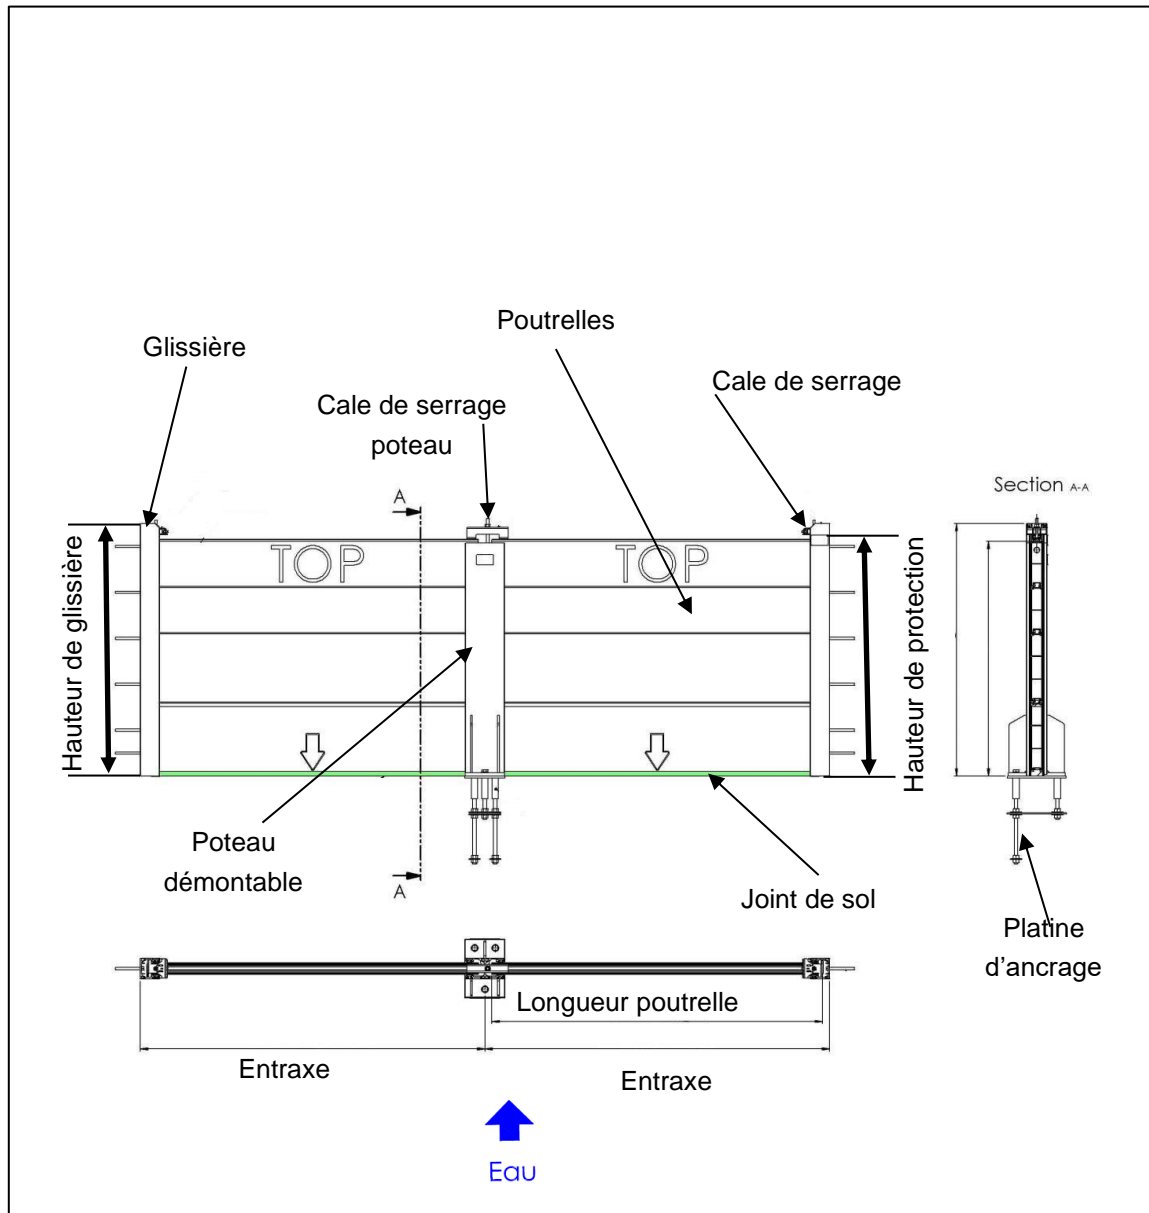 Poutrelles
Glissière
Cale de serrage
Cale de serrage
poteau
Section A-A
A
TOP
TOP
Hauteur de glissière
Hauteur de protection
Poteau
démontable
A
Joint de sol
Platine
d'ancrage
Longueur poutrelle
Entraxe
Entraxe
Eau